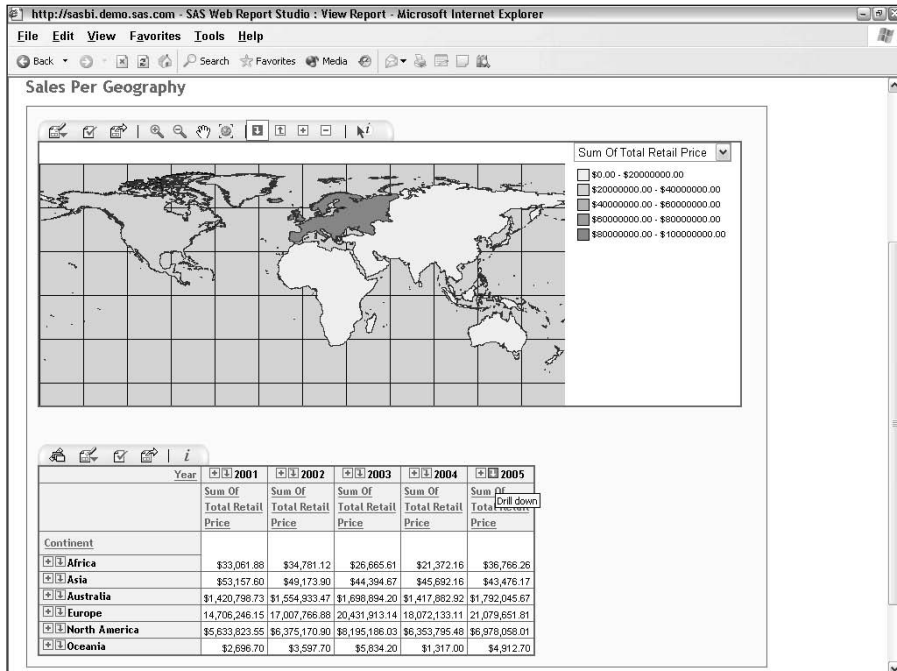 http://sasbi.demo.sas.com - SAS Web Report Studio : View Report - Microsoft Internet Explorer
File Edit View Favorites Tools Help
Back Search Favorites Media
Sales Per Geography
Sum Of Total Retail Price
$0.00 - $20000000.00
$20000000.00 - $40000000.00
$40000000.00 - $60000000.00
$60000000.00 - $80000000.00
$80000000.00 - $100000000.00
Year 2001 2002 2003 2004 2005
Sum Of Sum Of Sum Of Sum Of Sum Of
Total Retail Total Retail Total Retail Total Retail Total Retail
Price Price Price Price Price
Drill down
Continent
Africa $33,061.88 $34,781.12 $26,665.61 $21,372.16 $36,766.26
Asia $53,157.60 $49,173.90 $44,394.67 $45,692.16 $43,476.17
Australia $1,420,798.73 $1,554,933.47 $1,698,894.20 $1,417,882.92 $1,792,045.67
Europe 14,706,246.15 17,007,766.88 20,431,913.14 18,072,133.11 21,079,651.81
North America $5,633,823.55 $6,375,170.90 $8,195,186.03 $6,353,795.48 $6,978,058.01
Oceania $2,696.70 $3,597.70 $5,834.20 $1,317.00 $4,912.70